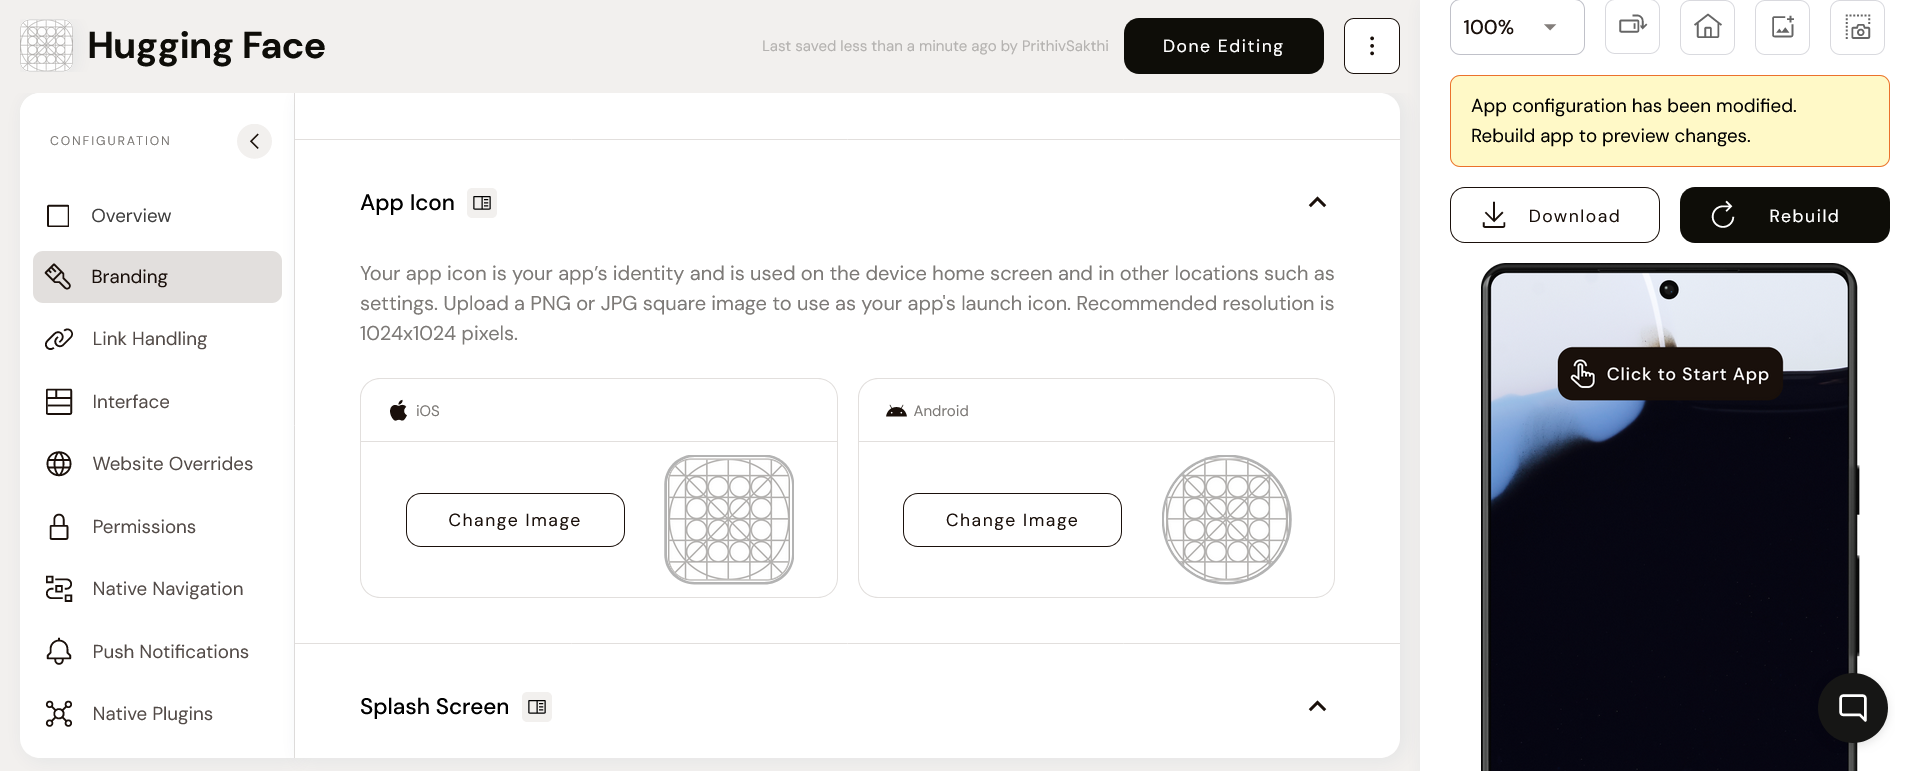 Hugging Face
Last saved less than a minute ago by PrithivSakthi
Done Editing
CONFIGURATION
Overview
Branding
Link Handling
Interface
Website Overrides
Permissions
Native Navigation
Push Notifications
Native Plugins
App Icon
Your app icon is your app’s identity and is used on the device home screen and in other locations such as
settings. Upload a PNG or JPG square image to use as your app's launch icon. Recommended resolution is
1024x1024 pixels.
iOS
Change Image
Android
Change Image
Splash Screen
100%
App configuration has been modified.
Rebuild app to preview changes.
Download
Rebuild
Click to Start App